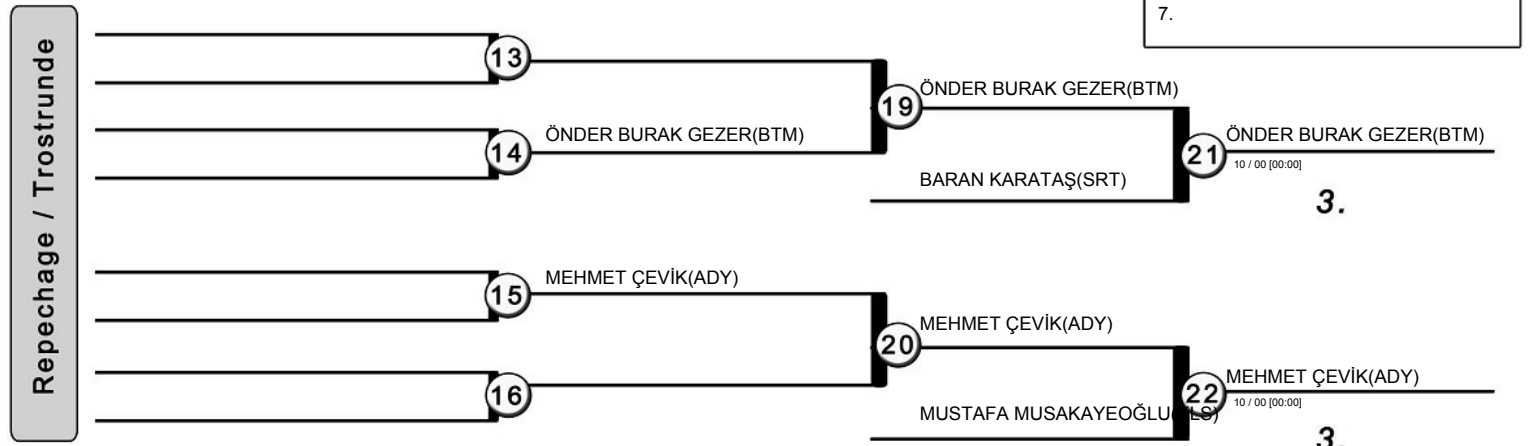 7.
Repechage / Trostrunde
13
19
ÖNDER BURAK GEZER(BTM)
14
ÖNDER BURAK GEZER(BTM)
21
ÖNDER BURAK GEZER(BTM)
10 / 00 [00:00]
BARAN KARATAŞ(SRT)
3.
15
MEHMET ÇEVİK(ADY)
20
MEHMET ÇEVİK(ADY)
16
22
MEHMET ÇEVİK(ADY)
10 / 00 [00:00]
MUSTAFA MUSAKAYEOĞLU
3.